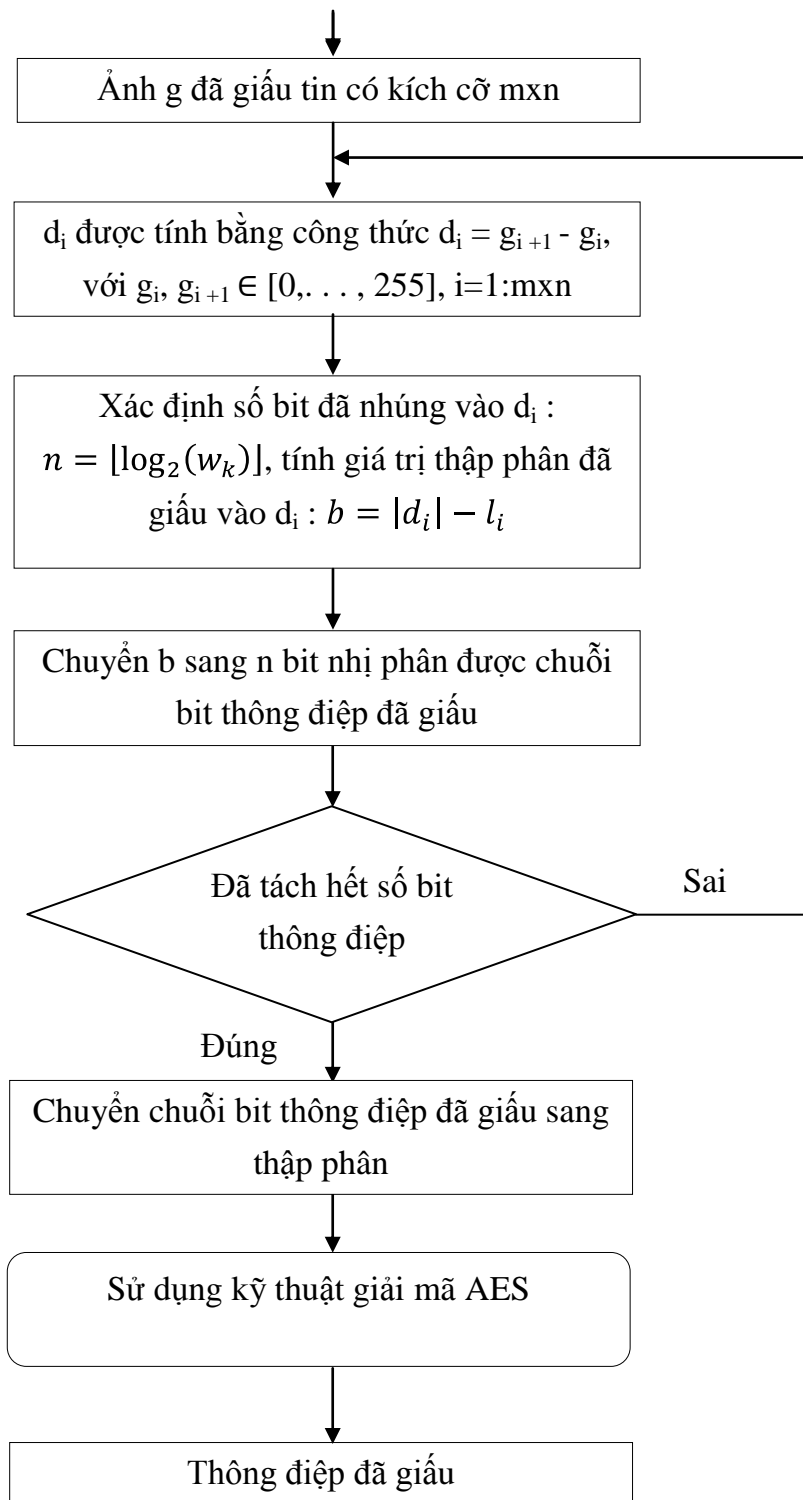 Ảnh g đã giấu tin có kích cỡ mxn
dᵢ được tính bằng công thức dᵢ = gᵢ ₊₁ - gᵢ,
với gᵢ, gᵢ ₊₁ ∈ [0,. . . , 255], i=1:mxn
Xác định số bit đã nhúng vào dᵢ :
n = ⌊log₂(wₖ)⌋, tính giá trị thập phân đã
giấu vào dᵢ : b = |dᵢ| − lᵢ
Chuyển b sang n bit nhị phân được chuỗi
bit thông điệp đã giấu
Đã tách hết số bit
thông điệp
Sai
Đúng
Chuyển chuỗi bit thông điệp đã giấu sang
thập phân
Sử dụng kỹ thuật giải mã AES
Thông điệp đã giấu